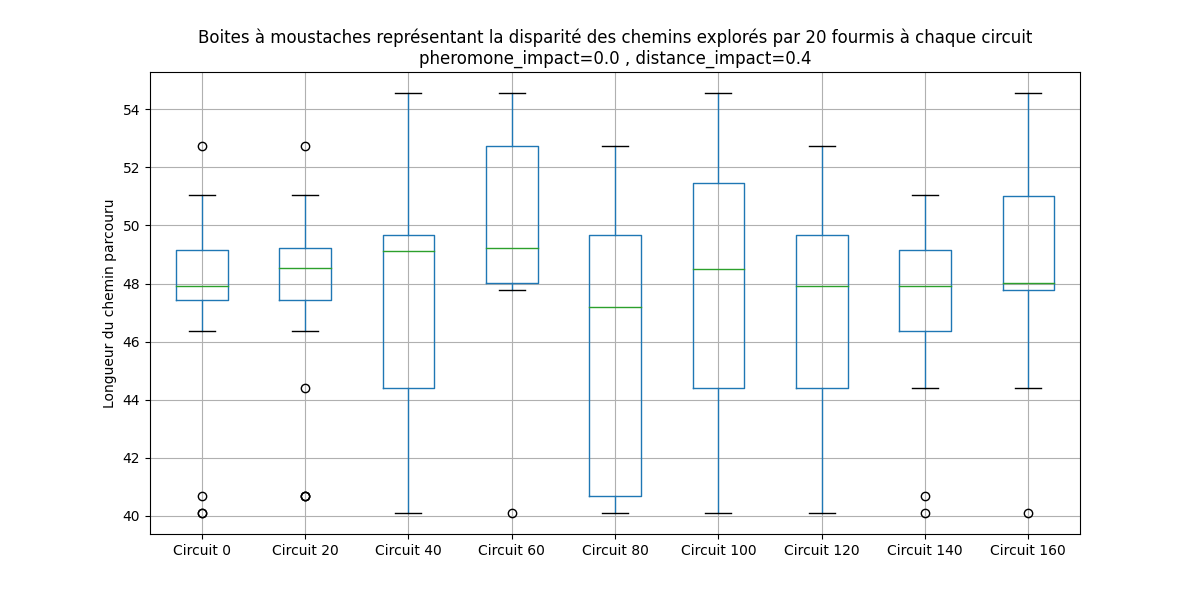 Boites à moustaches représentant la disparité des chemins explorés par 20 fourmis à chaque circuit
pheromone_impact=0.0 , distance_impact=0.4
Longueur du chemin parcouru
54
52
50
48
46
44
42
40
Circuit 0 Circuit 20 Circuit 40 Circuit 60 Circuit 80 Circuit 100 Circuit 120 Circuit 140 Circuit 160